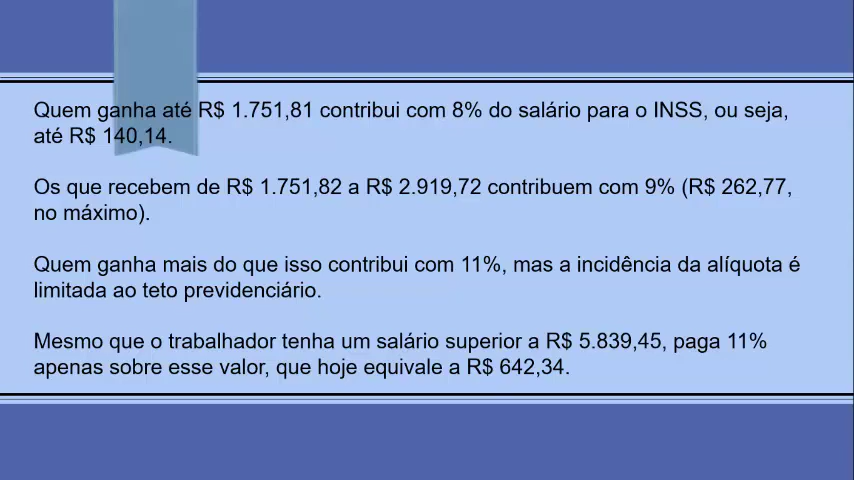 Quem ganha até R$ 1.751,81 contribui com 8% do salário para o INSS, ou seja,
até R$ 140,14.
Os que recebem de R$ 1.751,82 a R$ 2.919,72 contribuem com 9% (R$ 262,77,
no máximo).
Quem ganha mais do que isso contribui com 11%, mas a incidência da alíquota é
limitada ao teto previdenciário.
Mesmo que o trabalhador tenha um salário superior a R$ 5.839,45, paga 11%
apenas sobre esse valor, que hoje equivale a R$ 642,34.